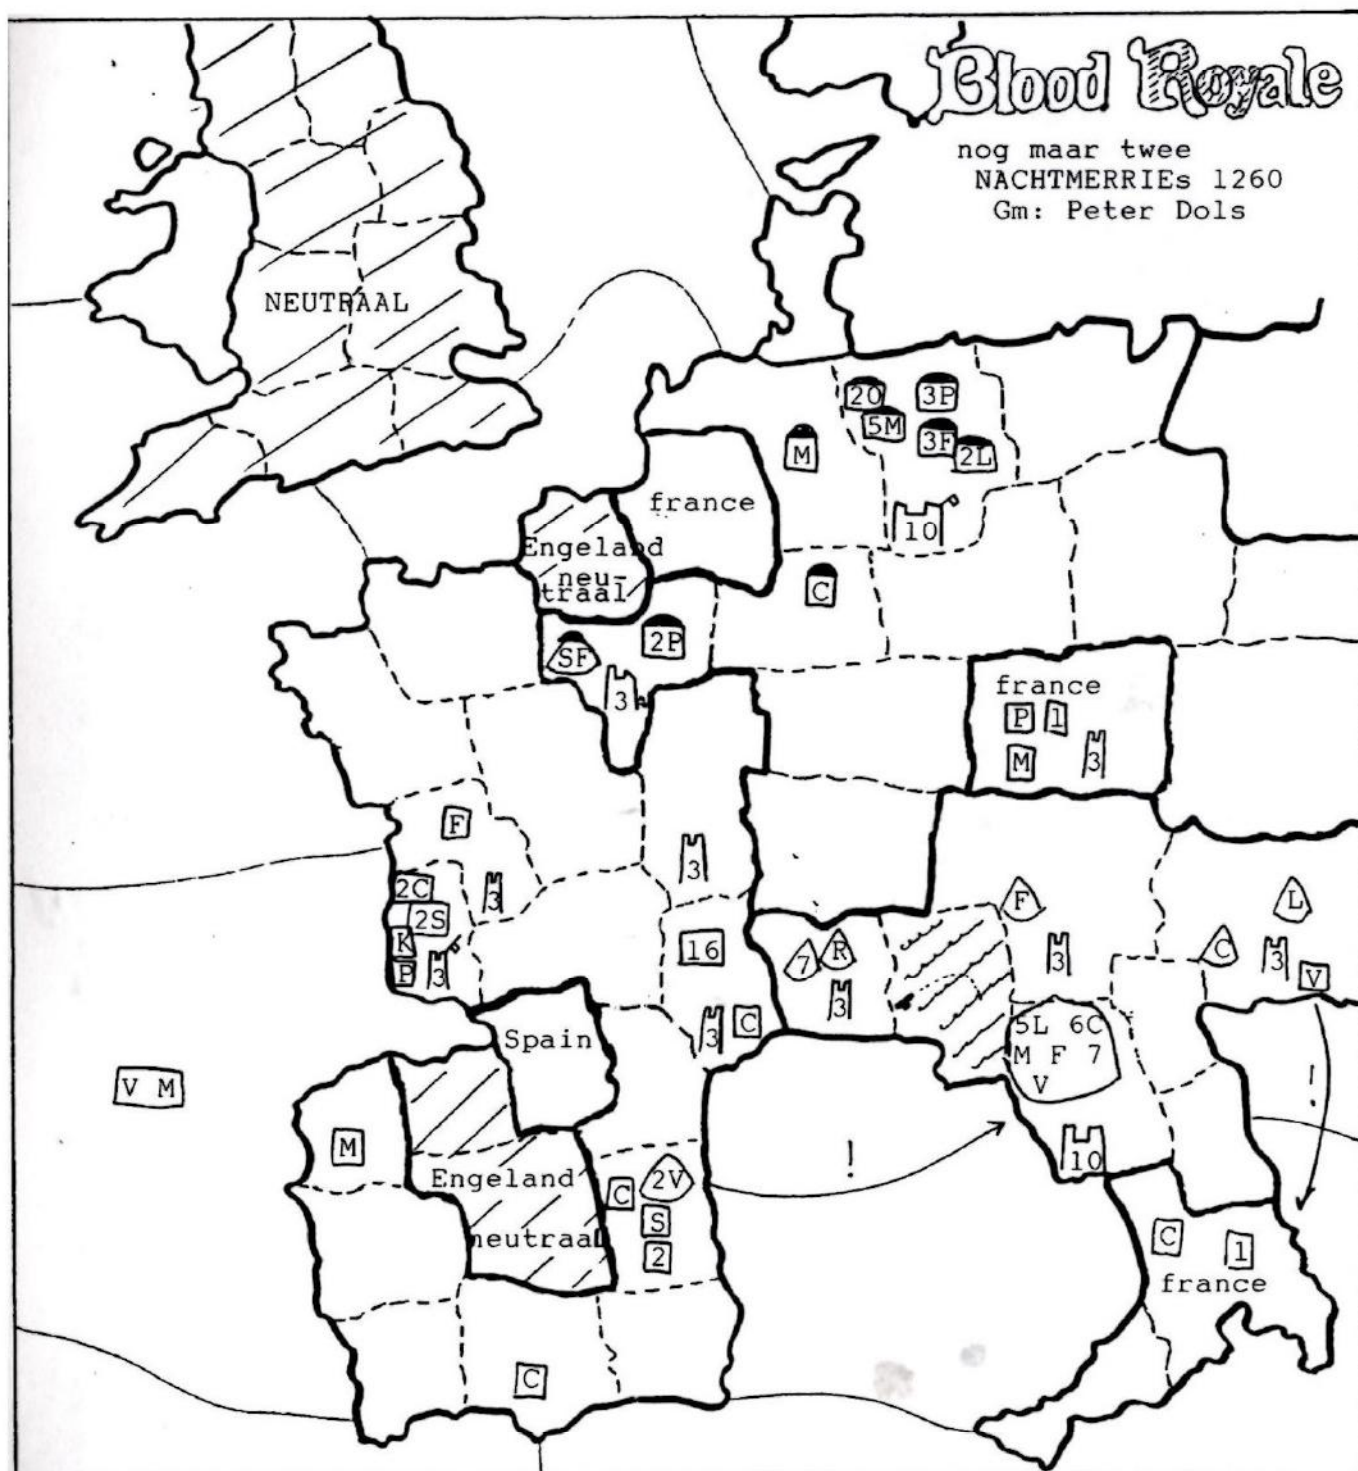 Blood Royale
nog maar twee
NACHTMERRIEs 1260
Gm: Peter Dols
NEUTRAAL
2O
3P
5M
3F
2L
M
10
france
Engeland
neu-
traal
C
SF
2P
3
france
P 1
M
3
F
3
2C
2S
K
P
3
3
16
3
C
7
R
3
F
3
L
C
3
V
5L 6C
M F 7
V
10
!
!
Spain
V M
M
Engeland
neutraal
C
2V
S
2
C
1
france
C